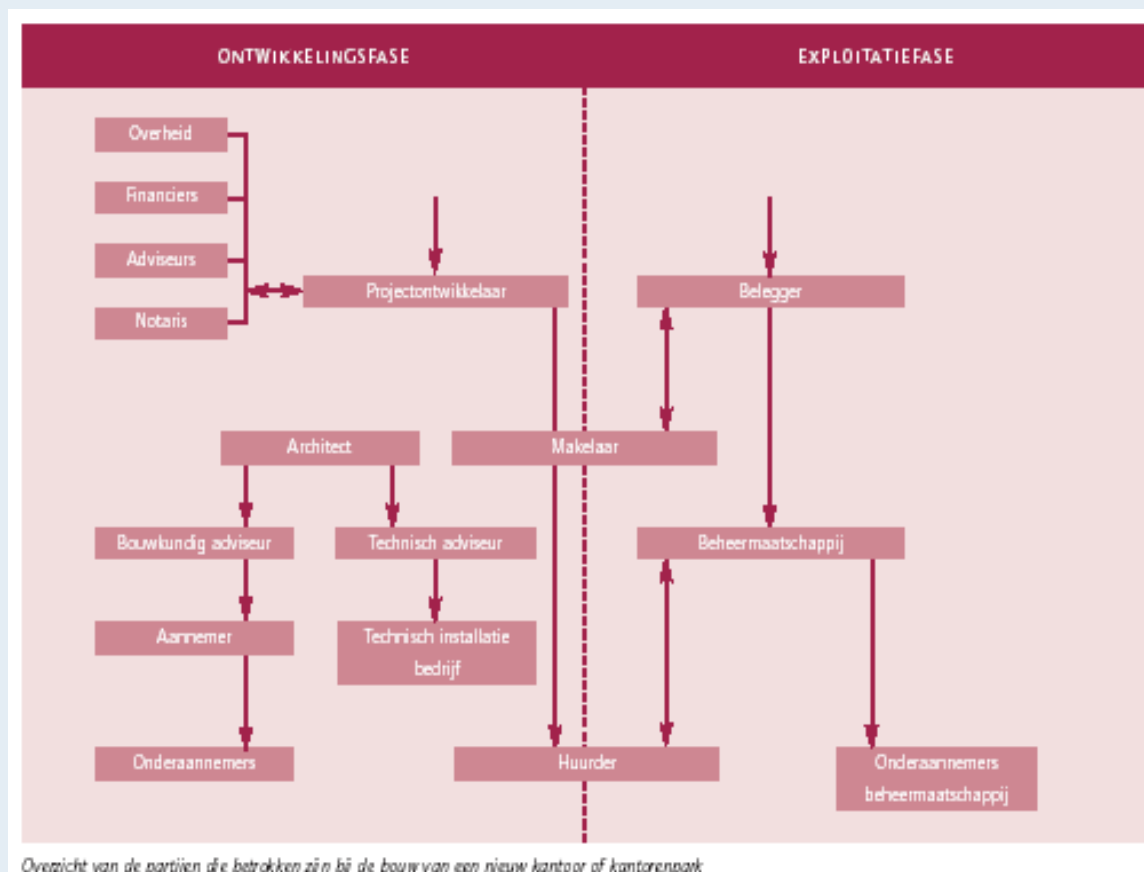 ONTWIKKELINGSFASE
EXPLOITATIEFASE
Overheid
Financiers
Adviseurs
Notaris
Projectontwikkelaar
Belegger
Architect
Makelaar
Bouwkundig adviseur
Technisch adviseur
Beheermaatschappij
Aannemer
Technisch installatie
bedrijf
Onderaannemers
Huurder
Onderaannemers
beheermaatschappij
Overzicht van de partijen die betrokken zijn bij de bouw van een nieuw kantoor of kantorenpark